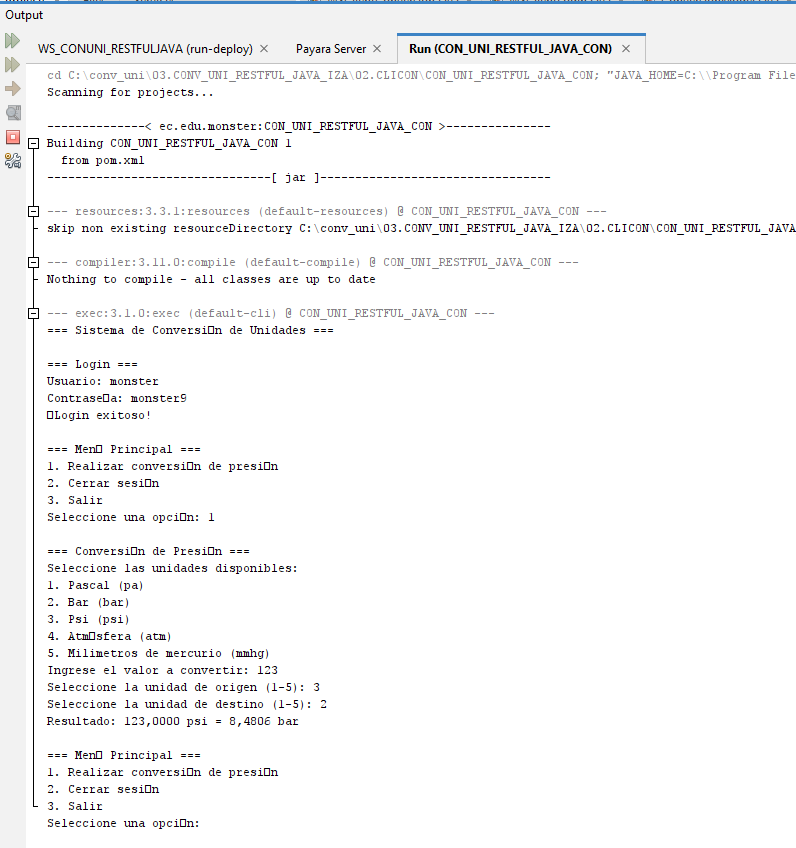 Output
WS_CONUNI_RESTFULJAVA (run-deploy) × Payara Server × Run (CON_UNI_RESTFUL_JAVA_CON) ×
cd C:\conv_uni\03.CONV_UNI_RESTFUL_JAVA_IZA\02.CLICON\CON_UNI_RESTFUL_JAVA_CON; "JAVA_HOME=C:\\Program File
Scanning for projects...
--------------< ec.edu.monster:CON_UNI_RESTFUL_JAVA_CON >---------------
Building CON_UNI_RESTFUL_JAVA_CON 1
from pom.xml
--------------------------------[ jar ]---------------------------------
--- resources:3.3.1:resources (default-resources) @ CON_UNI_RESTFUL_JAVA_CON ---
skip non existing resourceDirectory C:\conv_uni\03.CONV_UNI_RESTFUL_JAVA_IZA\02.CLICON\CON_UNI_RESTFUL_JAVA
--- compiler:3.11.0:compile (default-compile) @ CON_UNI_RESTFUL_JAVA_CON ---
Nothing to compile - all classes are up to date
--- exec:3.1.0:exec (default-cli) @ CON_UNI_RESTFUL_JAVA_CON ---
=== Sistema de Conversi□n de Unidades ===
=== Login ===
Usuario: monster
Contrase□a: monster9
□Login exitoso!
=== Men□ Principal ===
1. Realizar conversi□n de presi□n
2. Cerrar sesi□n
3. Salir
Seleccione una opci□n: 1
=== Conversi□n de Presi□n ===
Seleccione las unidades disponibles:
1. Pascal (pa)
2. Bar (bar)
3. Psi (psi)
4. Atm□sfera (atm)
5. Milimetros de mercurio (mmhg)
Ingrese el valor a convertir: 123
Seleccione la unidad de origen (1-5): 3
Seleccione la unidad de destino (1-5): 2
Resultado: 123,0000 psi = 8,4806 bar
=== Men□ Principal ===
1. Realizar conversi□n de presi□n
2. Cerrar sesi□n
3. Salir
Seleccione una opci□n: